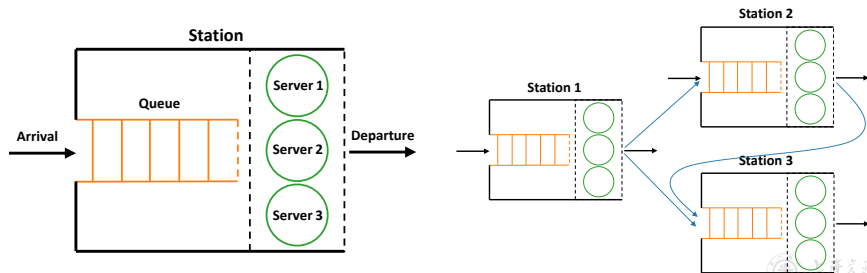 Station
Queue
Arrival
Server 1
Server 2
Server 3
Departure
Station 1
Station 2
Station 3